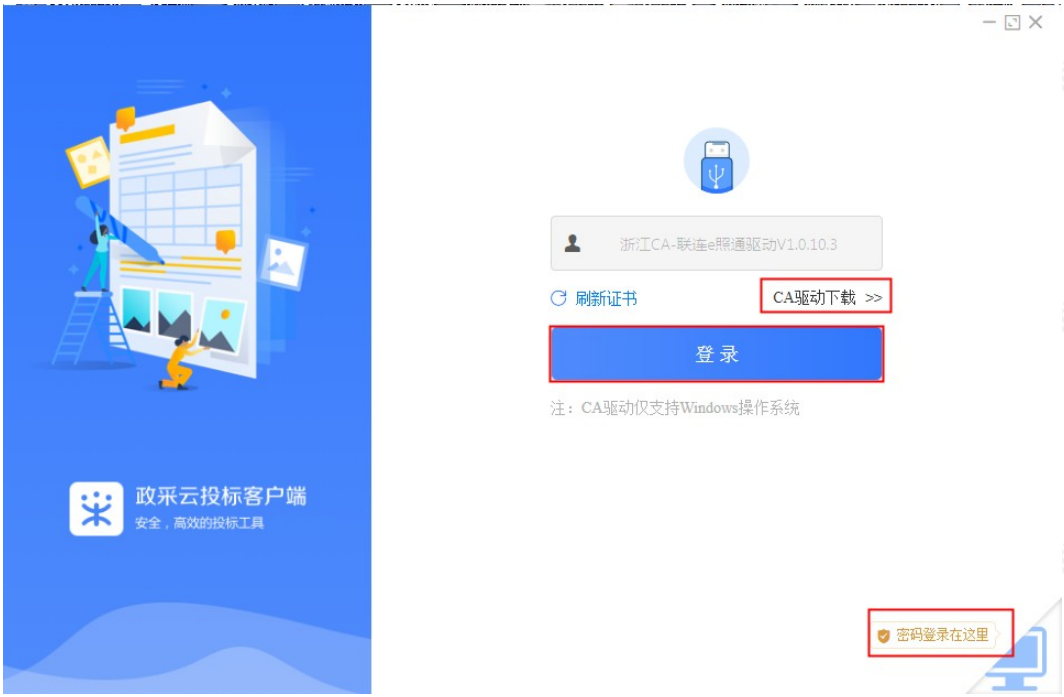 浙江CA-联连e照通驱动V1.0.10.3
刷新证书
CA驱动下载 >>
登录
注：CA驱动仅支持Windows操作系统
政采云投标客户端
安全，高效的投标工具
密码登录在这里